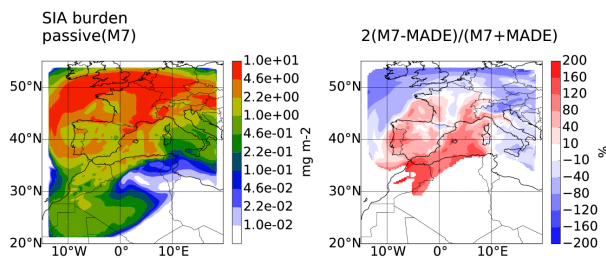 SIA burden
passive(M7)
1.0e+01
4.6e+00
2.2e+00
1.0e+00
4.6e-01
2.2e-01
1.0e-01
4.6e-02
2.2e-02
1.0e-02
mg m-2
50°N
40°N
30°N
20°N
10°W
0°E
10°E
2(M7-MADE)/(M7+MADE)
200
160
120
80
40
10
−10
−40
−80
−120
−160
−200
%
50°N
40°N
30°N
20°N
10°W
0°E
10°E